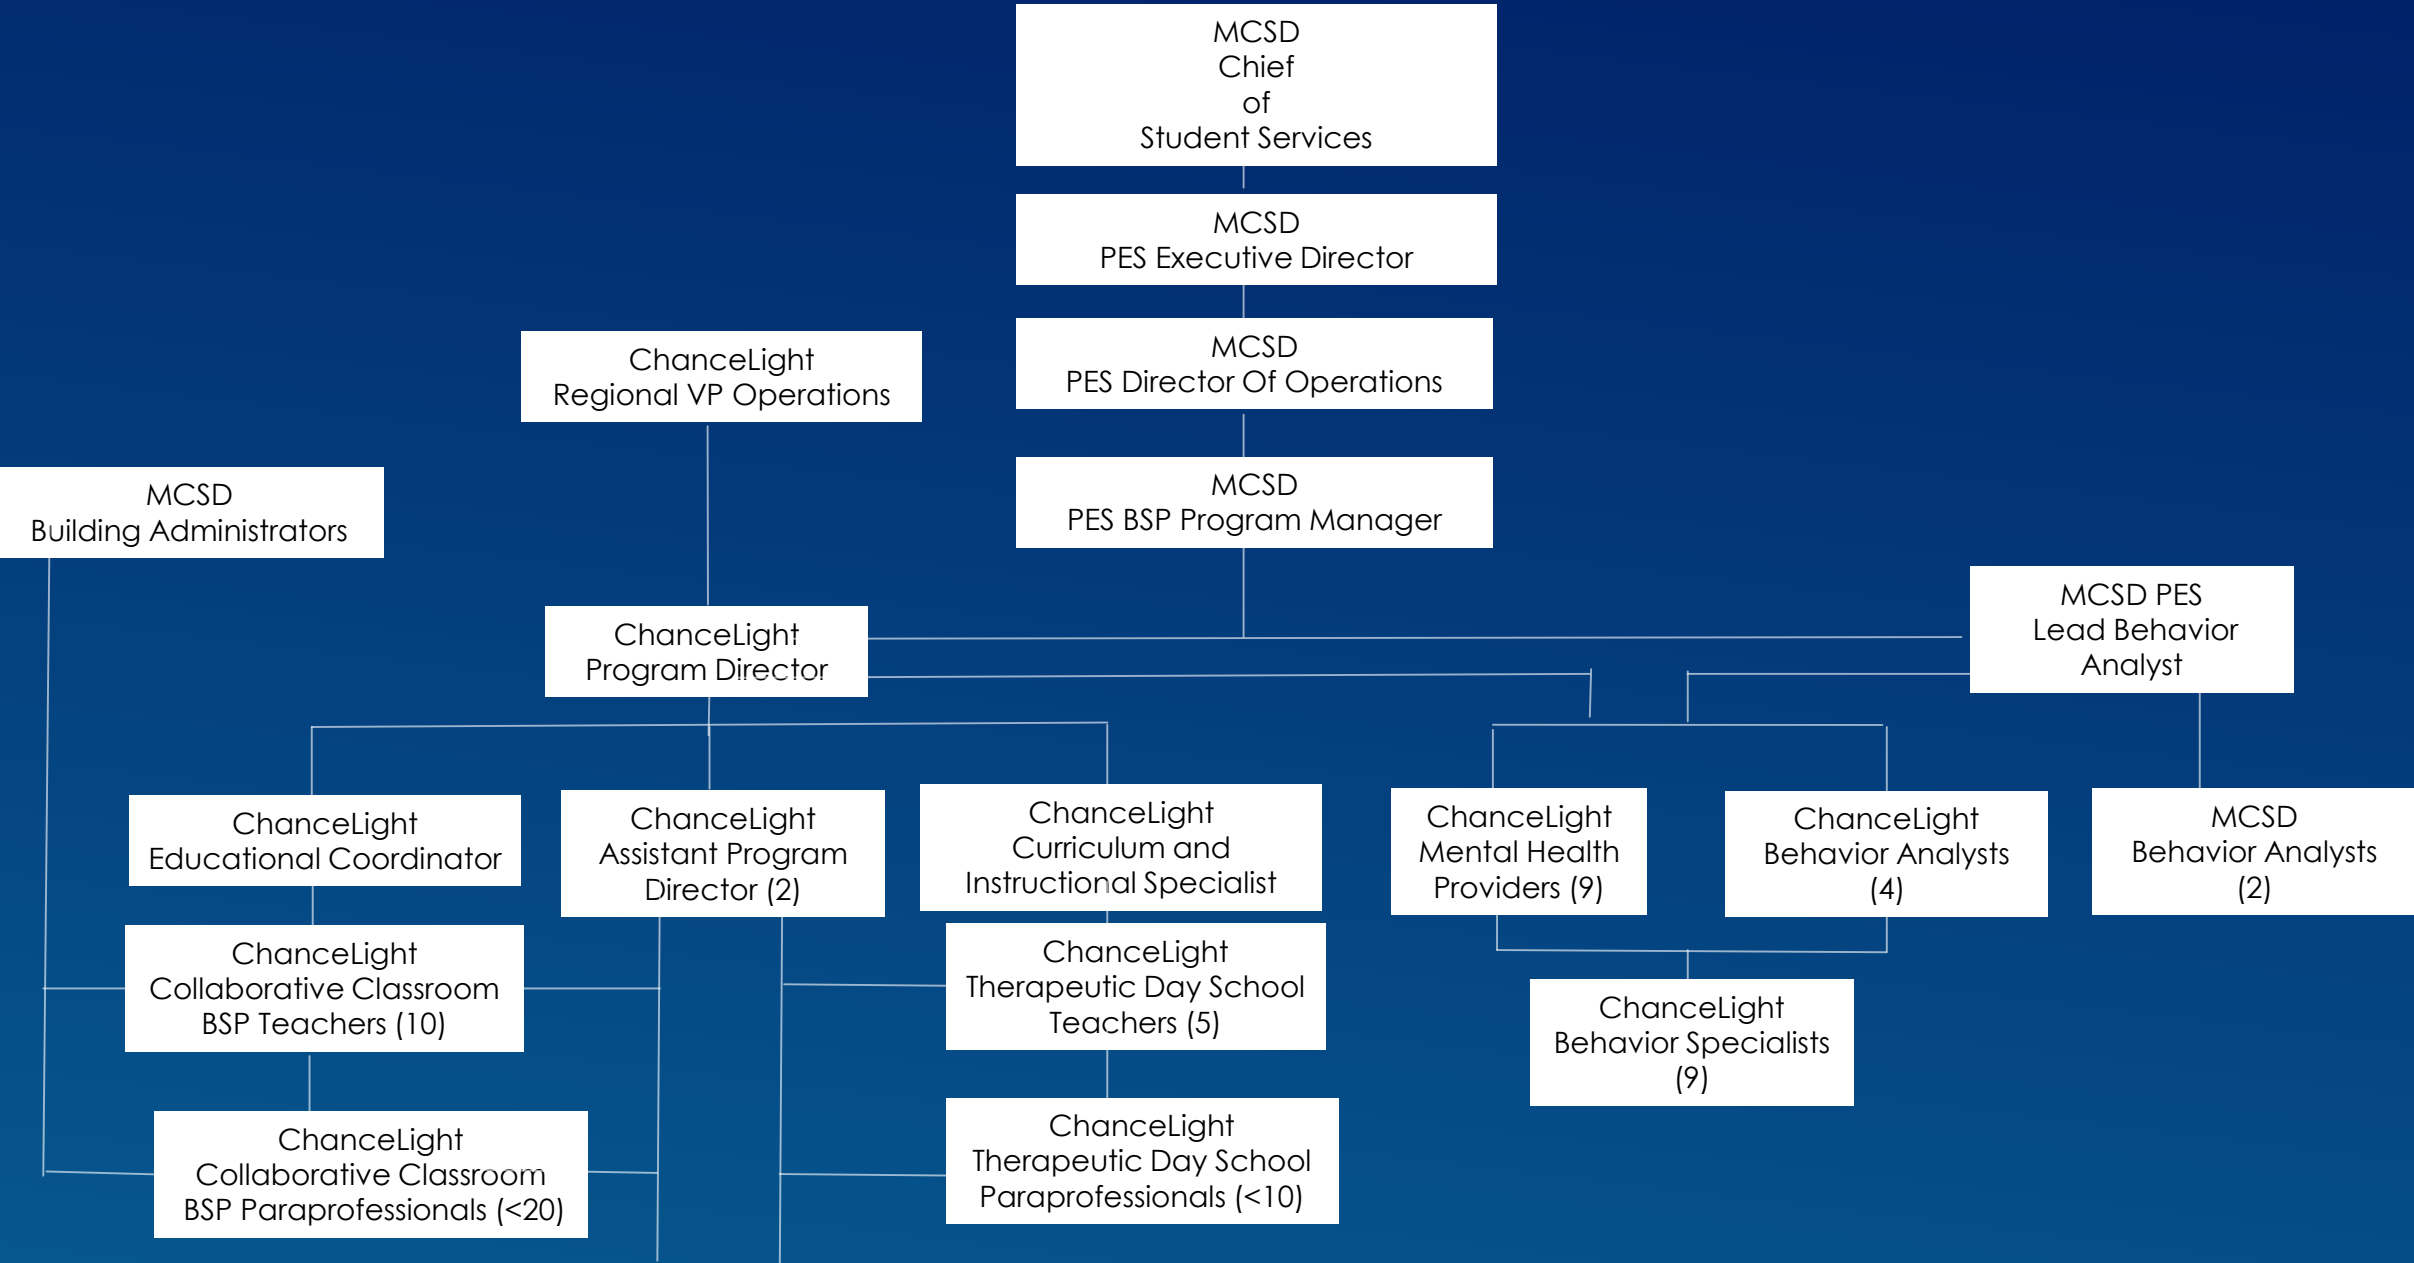 MCSD
Chief
of
Student Services
MCSD
PES Executive Director
ChanceLight
Regional VP Operations
MCSD
PES Director Of Operations
MCSD
Building Administrators
MCSD
PES BSP Program Manager
ChanceLight
Program Director
MCSD PES
Lead Behavior
Analyst
ChanceLight
Educational Coordinator
ChanceLight
Assistant Program
Director (2)
ChanceLight
Curriculum and
Instructional Specialist
ChanceLight
Mental Health
Providers (9)
ChanceLight
Behavior Analysts
(4)
MCSD
Behavior Analysts
(2)
ChanceLight
Collaborative Classroom
BSP Teachers (10)
ChanceLight
Therapeutic Day School
Teachers (5)
ChanceLight
Behavior Specialists
(9)
ChanceLight
Collaborative Classroom
BSP Paraprofessionals (<20)
ChanceLight
Therapeutic Day School
Paraprofessionals (<10)